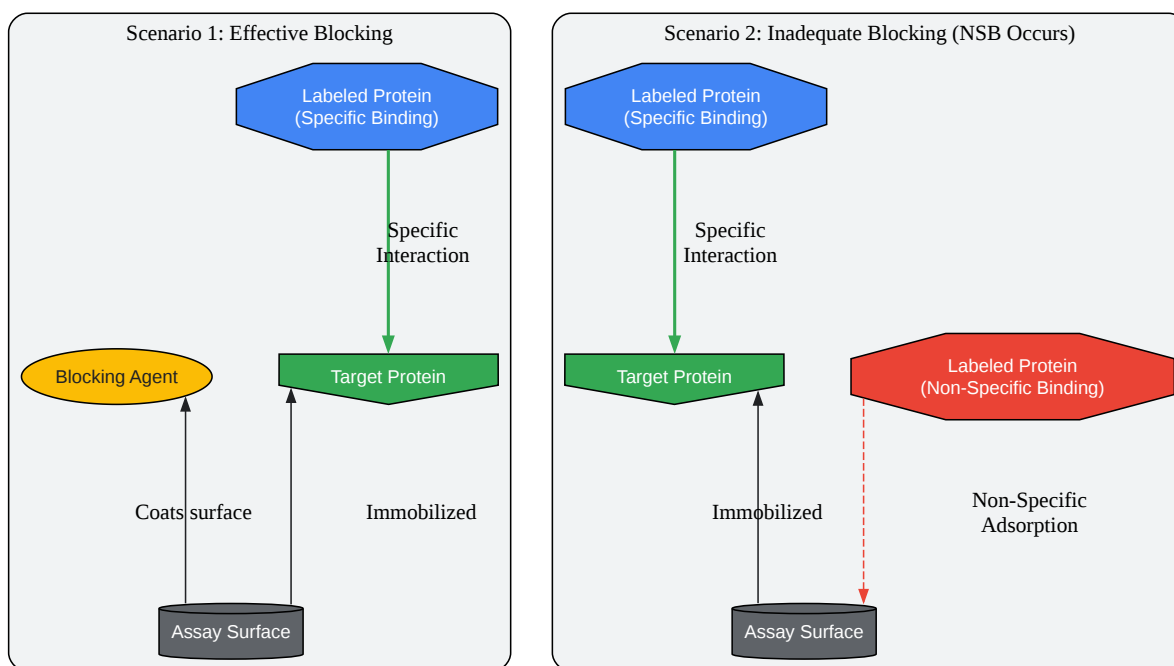 Scenario 1: Effective Blocking
Labeled Protein
(Specific Binding)
Specific
Interaction
Blocking Agent
Target Protein
Coats surface
Immobilized
Assay Surface
Scenario 2: Inadequate Blocking (NSB Occurs)
Labeled Protein
(Specific Binding)
Specific
Interaction
Target Protein
Labeled Protein
(Non-Specific Binding)
Immobilized
Non-Specific
Adsorption
Assay Surface